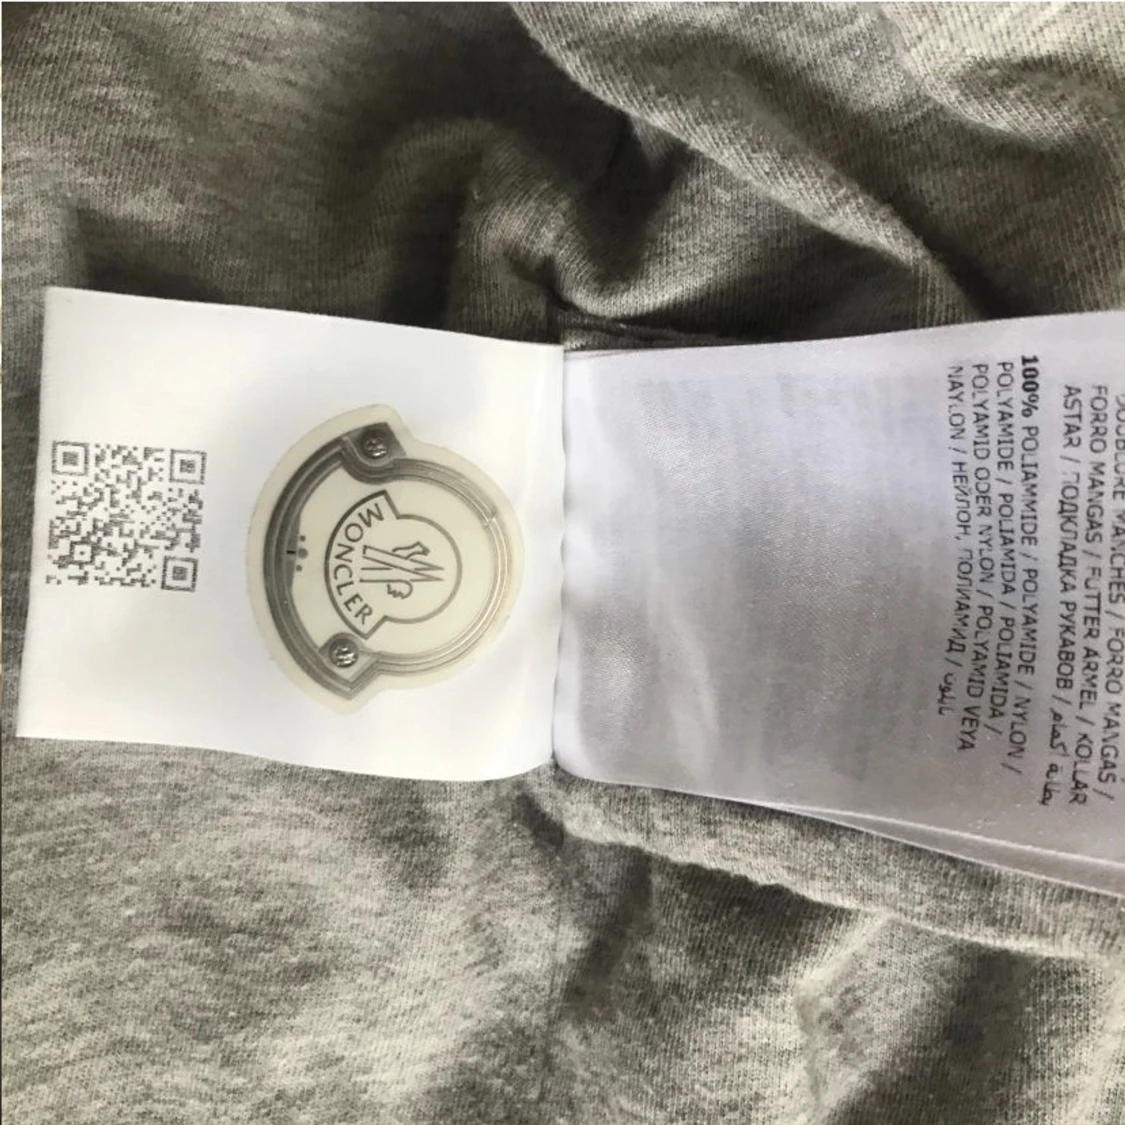 MONCLER
DOUBLURE MANCHES / FORRO MANGAS /
FORRO MANGAS / FUTTER ÄRMEL / KOLLAR
ASTAR / ПОДКЛАДКА РУКАВОВ / بطانة أكمام
100% POLIAMMIDE / POLYAMIDE / NYLON /
POLYAMIDE / POLIAMIDA / POLIAMIDA /
POLYAMID ODER NYLON / POLYAMID VEYA
NAYLON / НЕЙЛОН, ПОЛИАМИД / نايلون